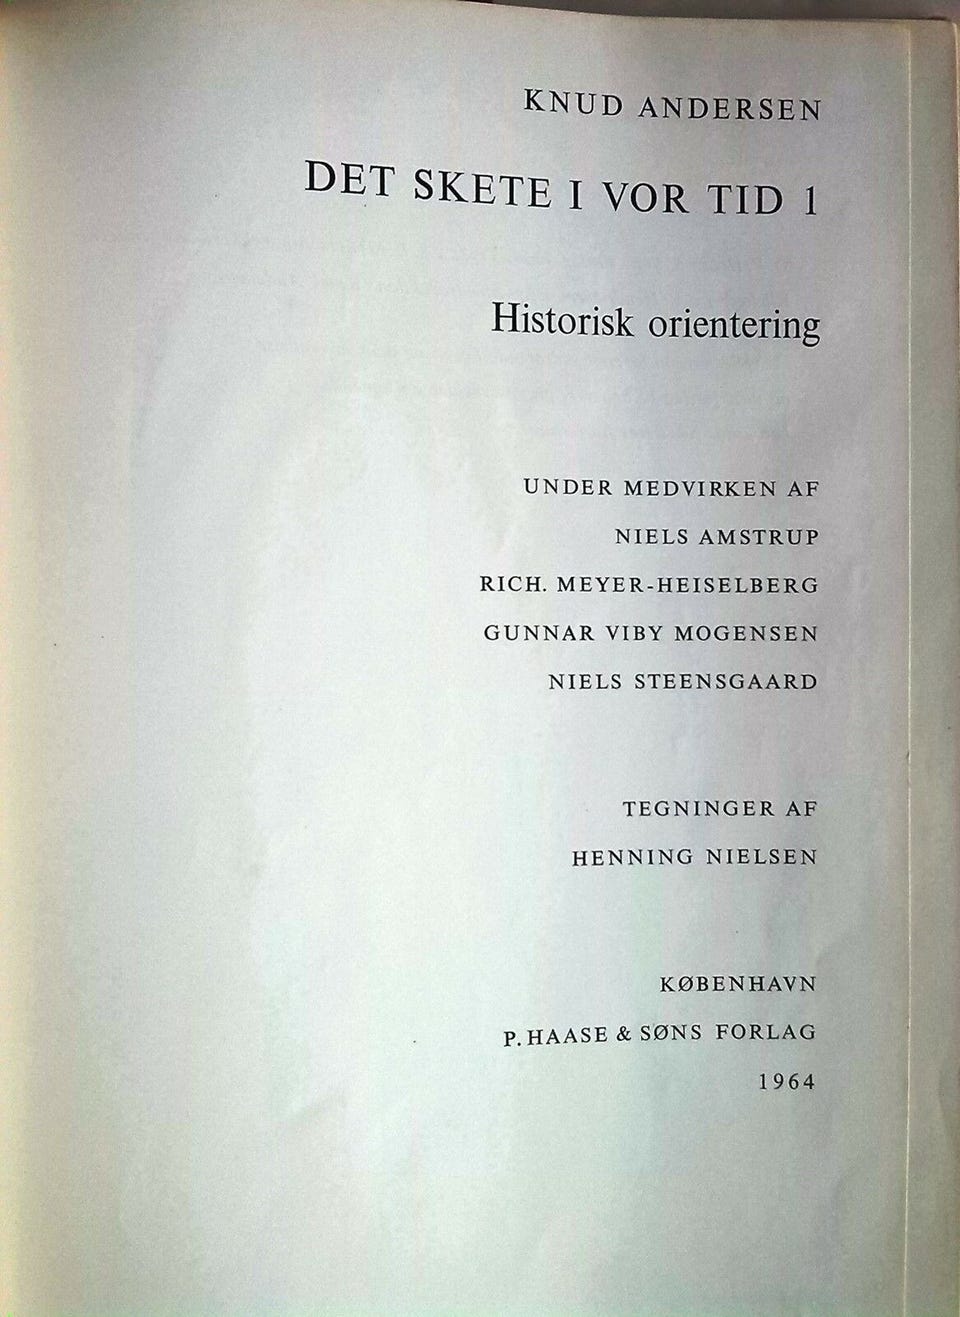 KNUD ANDERSEN
DET SKETE I VOR TID 1
Historisk orientering
UNDER MEDVIRKEN AF
NIELS AMSTRUP
RICH. MEYER-HEISELBERG
GUNNAR VIBY MOGENSEN
NIELS STEENSGAARD
TEGNINGER AF
HENNING NIELSEN
KØBENHAVN
P. HAASE & SØNS FORLAG
1964